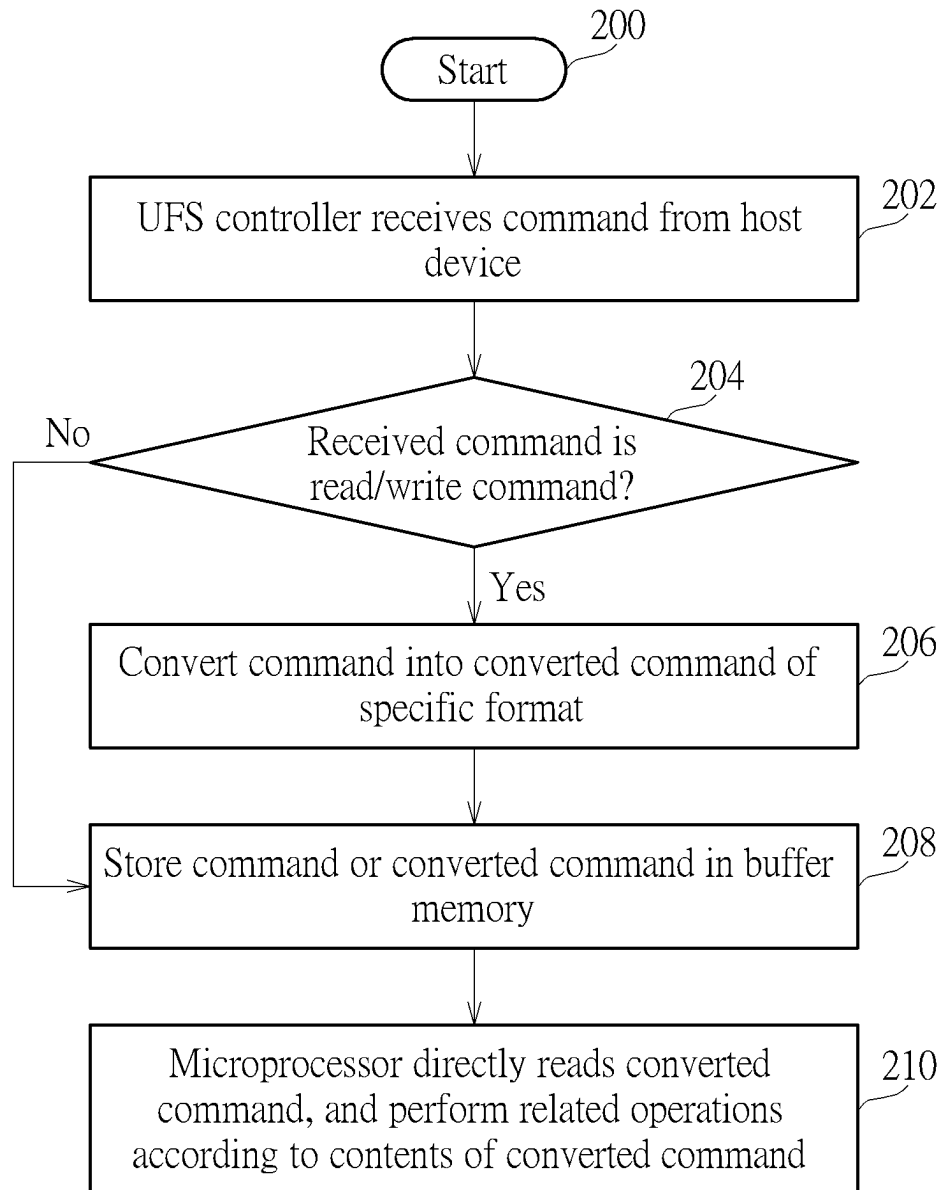 200
Start
202
UFS controller receives command from host
device
204
No
Received command is
read/write command?
Yes
206
Convert command into converted command of
specific format
208
Store command or converted command in buffer
memory
210
Microprocessor directly reads converted
command, and perform related operations
according to contents of converted command